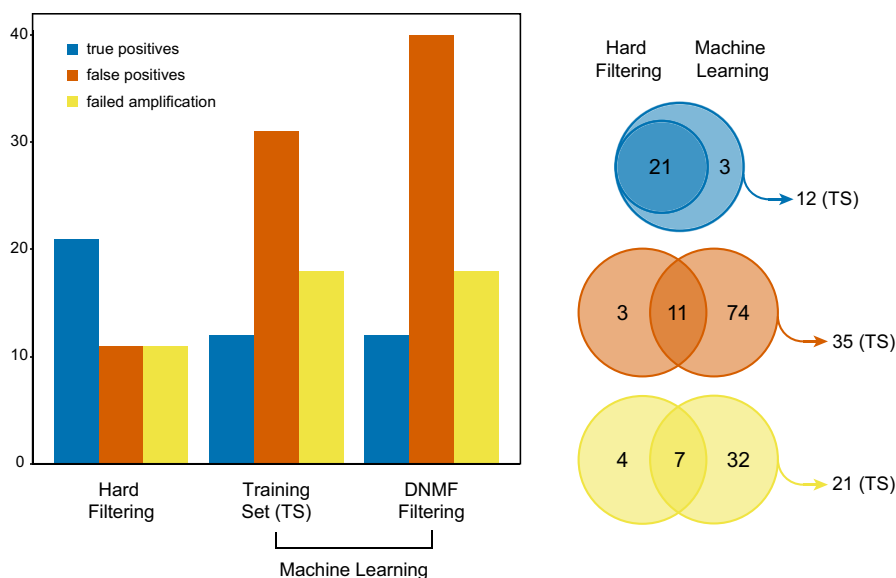 40
30
20
10
0
true positives
false positives
failed amplification
Hard
Filtering
Training
Set (TS)
DNMF
Filtering
Machine Learning
Hard
Filtering
Machine
Learning
21
3
12 (TS)
3
11
74
35 (TS)
4
7
32
21 (TS)